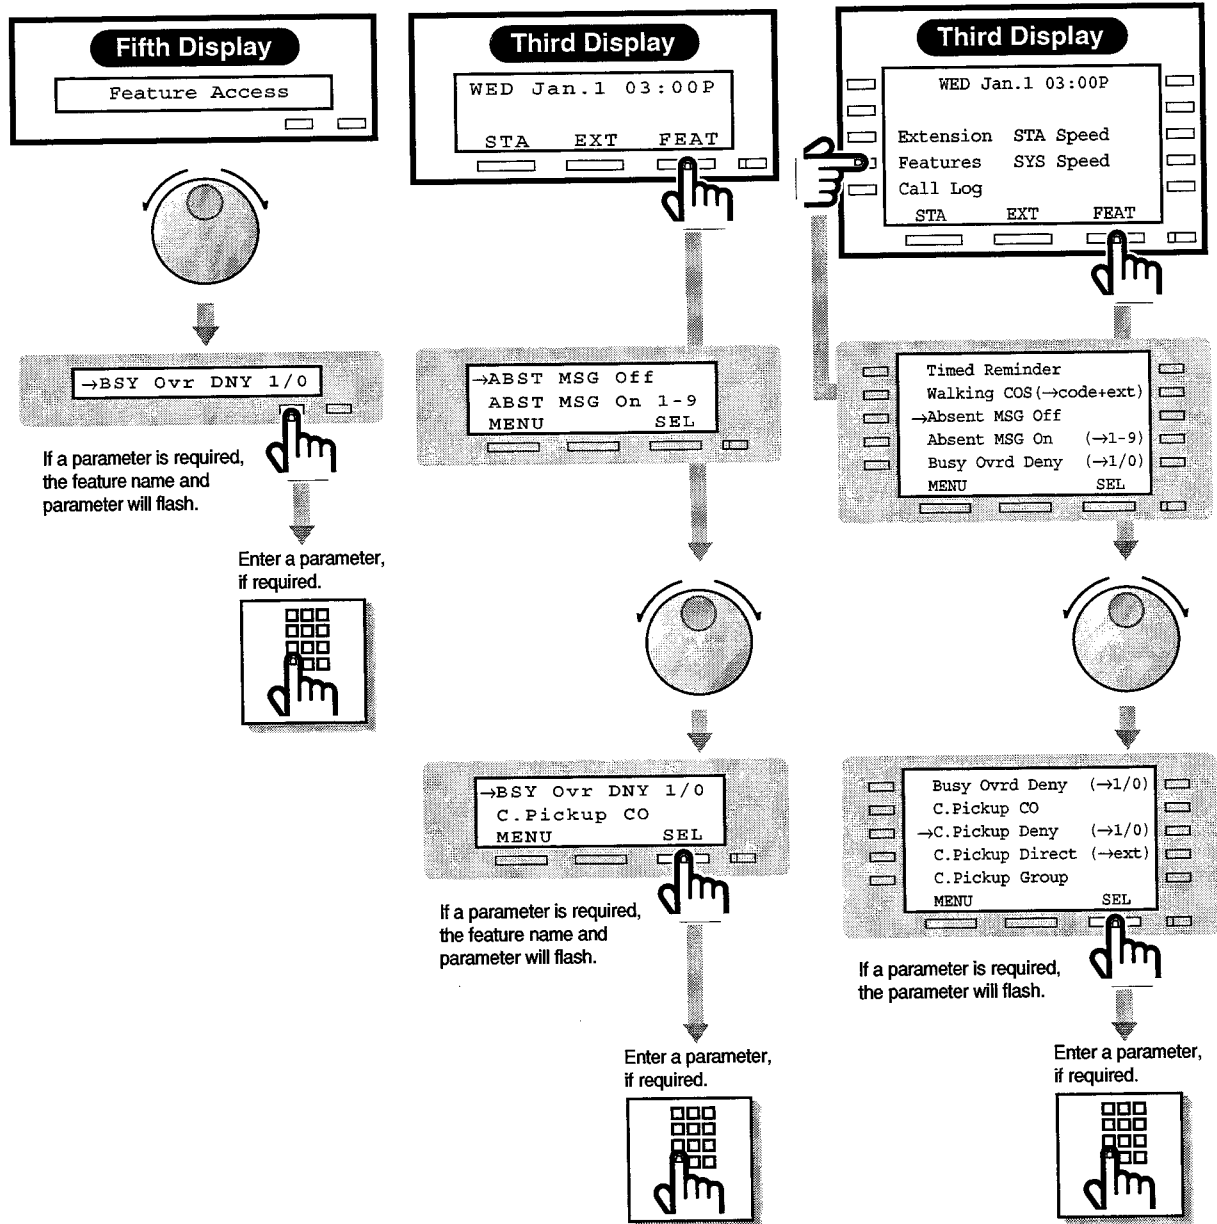 Fifth Display
Feature Access
→BSY Ovr DNY 1/0
If a parameter is required,
the feature name and
parameter will flash.
Enter a parameter,
if required.
Third Display
WED Jan.1 03:00P
STA EXT FEAT
→ABST MSG Off
ABST MSG On 1-9
MENU SEL
→BSY Ovr DNY 1/0
C.Pickup CO
MENU SEL
If a parameter is required,
the feature name and
parameter will flash.
Enter a parameter,
if required.
Third Display
WED Jan.1 03:00P
Extension STA Speed
Features SYS Speed
Call Log
STA EXT FEAT
Timed Reminder
Walking COS(→code+ext)
→Absent MSG Off
Absent MSG On (→1-9)
Busy Ovrd Deny (→1/0)
MENU SEL
Busy Ovrd Deny (→1/0)
C.Pickup CO
→C.Pickup Deny (→1/0)
C.Pickup Direct (→ext)
C.Pickup Group
MENU SEL
If a parameter is required,
the parameter will flash.
Enter a parameter,
if required.